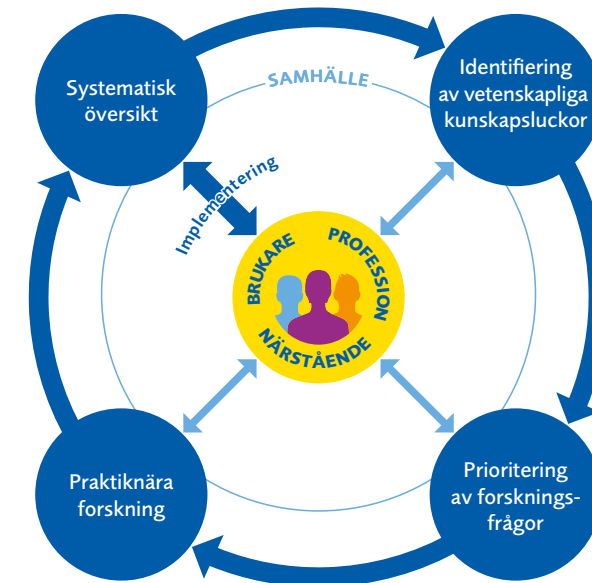 Systematisk
översikt
SAMHÄLLE
Identifiering
av vetenskapliga
kunskapsluckor
Implementering
BRUKARE
PROFESSION
NÄRSTÅENDE
Praktiknära
forskning
Prioritering
av forsknings-
frågor